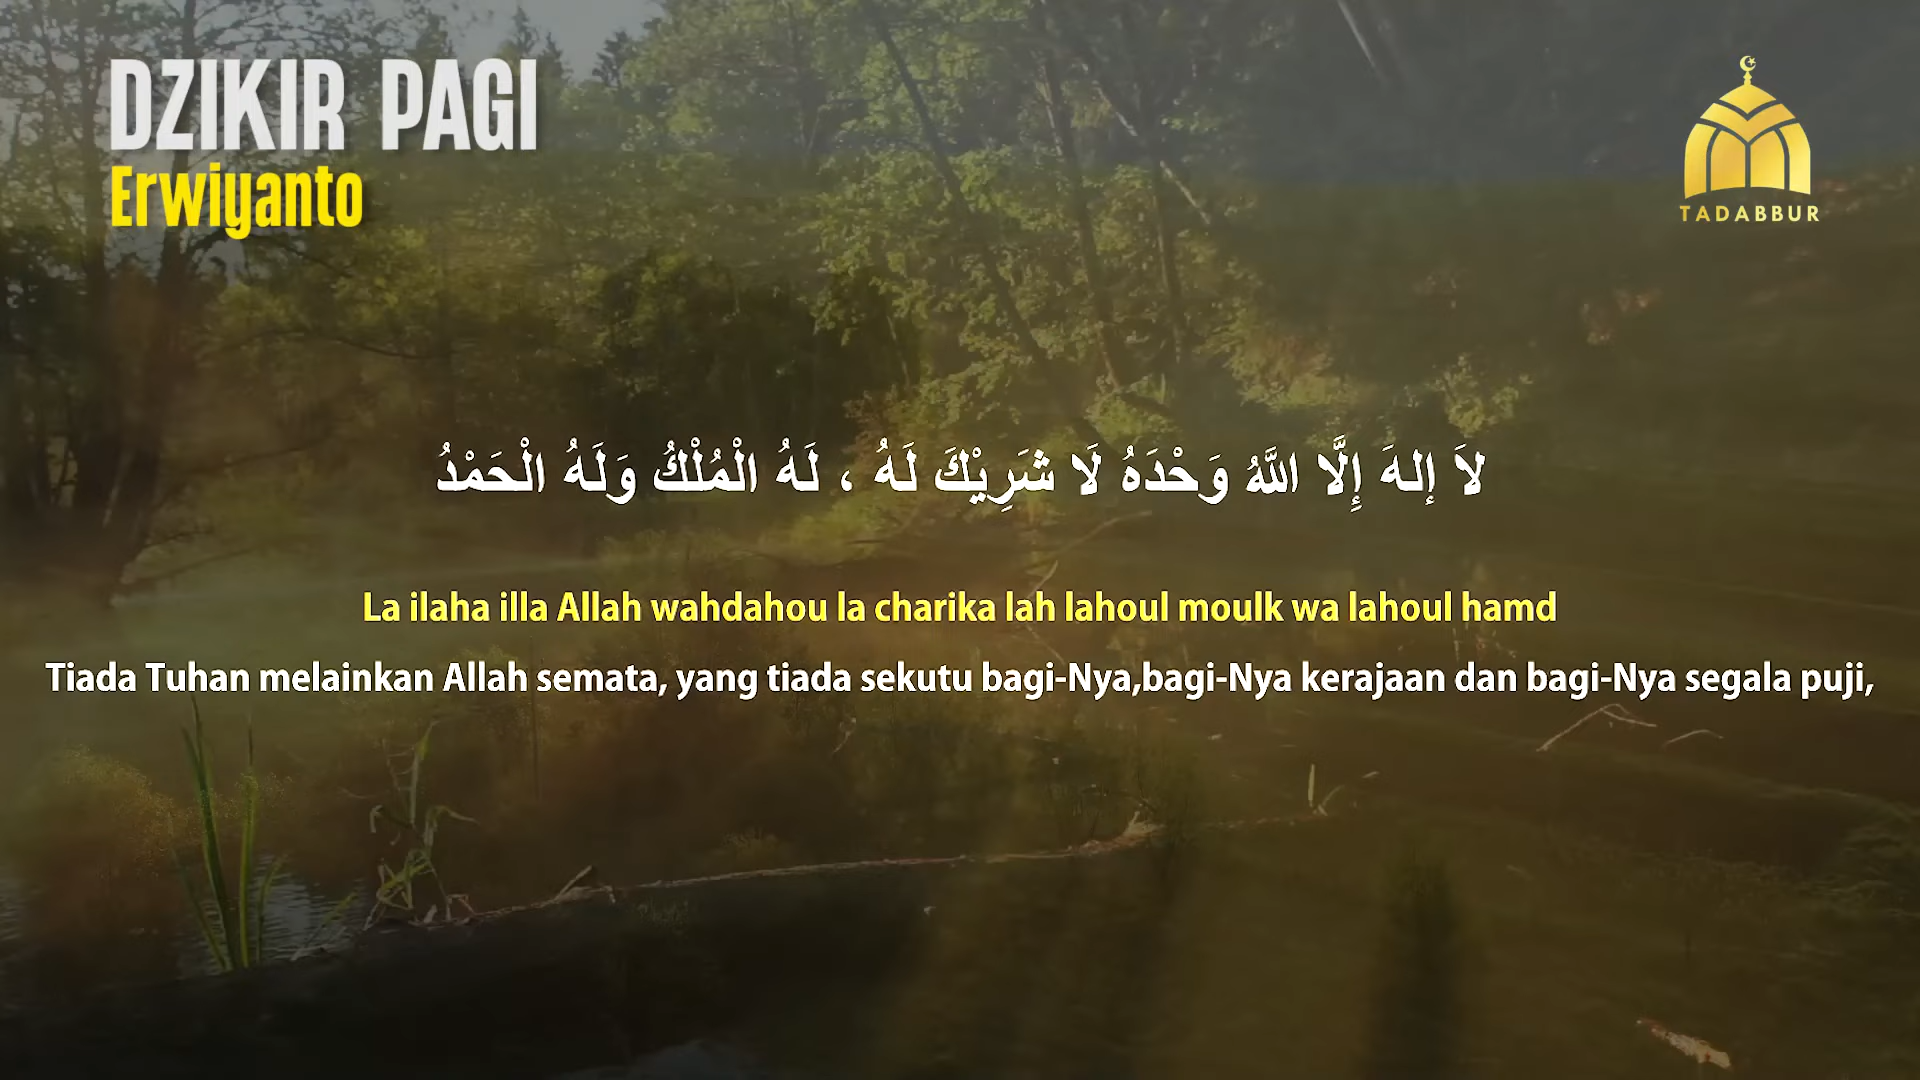 DZIKIR PAGI
Erwiyanto
TADABBUR
لاَ إلهَ إِلَّا اللَّهُ وَحْدَهُ لَا شَرِيْكَ لَهُ ، لَهُ الْمُلْكُ وَلَهُ الْحَمْدُ
La ilaha illa Allah wahdahou la charika lah lahoul moulk wa lahoul hamd
Tiada Tuhan melainkan Allah semata, yang tiada sekutu bagi-Nya,bagi-Nya kerajaan dan bagi-Nya segala puji,